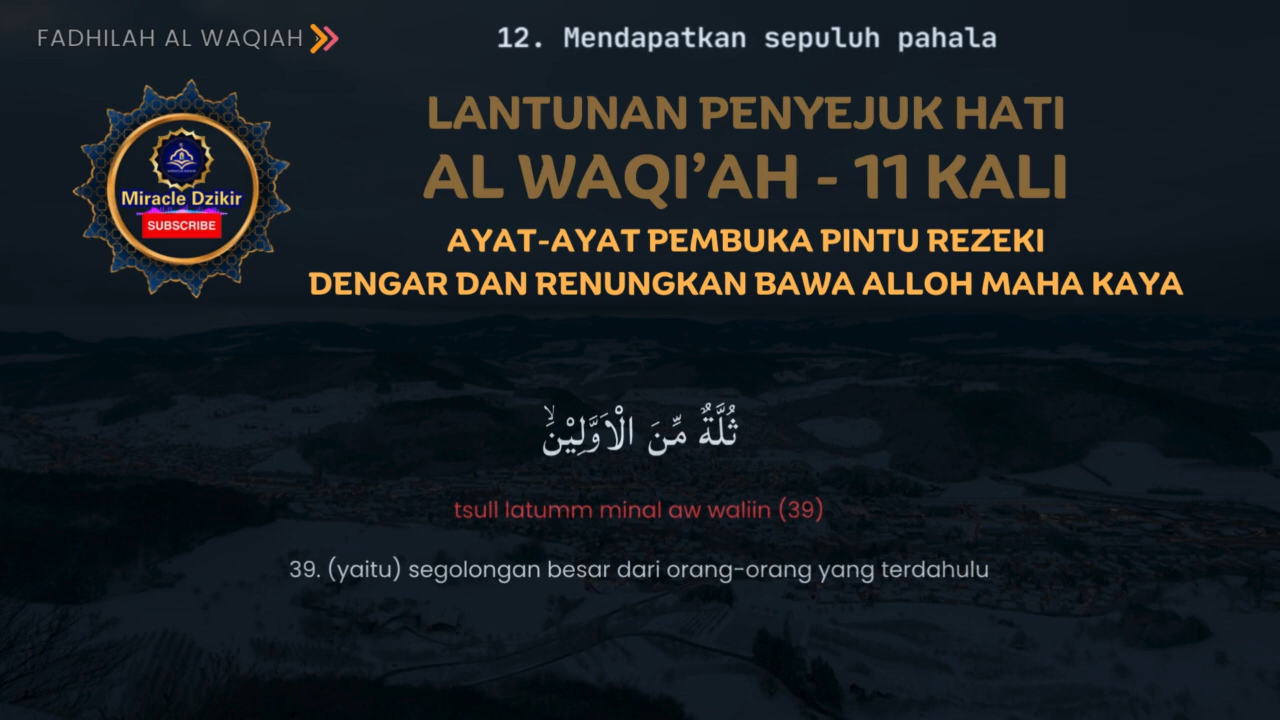 FADHILAH AL WAQIAH
12. Mendapatkan sepuluh pahala
LANTUNAN PENYEJUK HATI
AL WAQI'AH - 11 KALI
AYAT-AYAT PEMBUKA PINTU REZEKI
DENGAR DAN RENUNGKAN BAWA ALLOH MAHA KAYA
Miracle Dzikir
SUBSCRIBE
ثُلَّةٌ مِّنَ الْاَوَّلِيْنَۙ
tsull latumm minal aw waliin (39)
39. (yaitu) segolongan besar dari orang-orang yang terdahulu